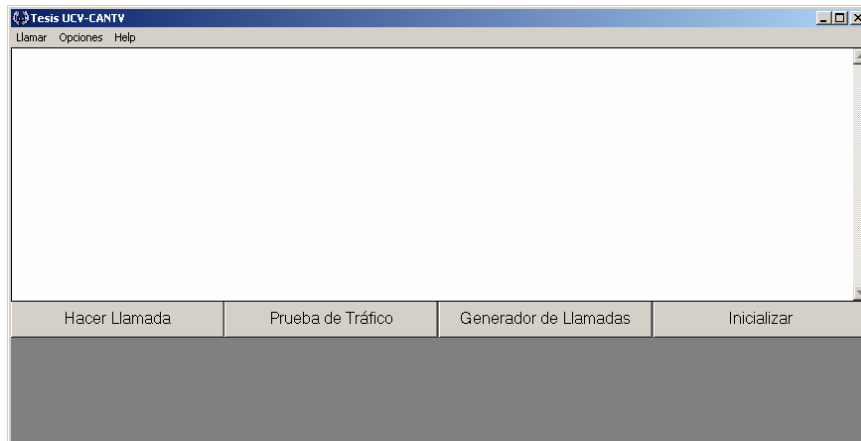 Tesis UCV-CANTV
Llamar Opciones Help
Hacer Llamada Prueba de Tráfico Generador de Llamadas Inicializar